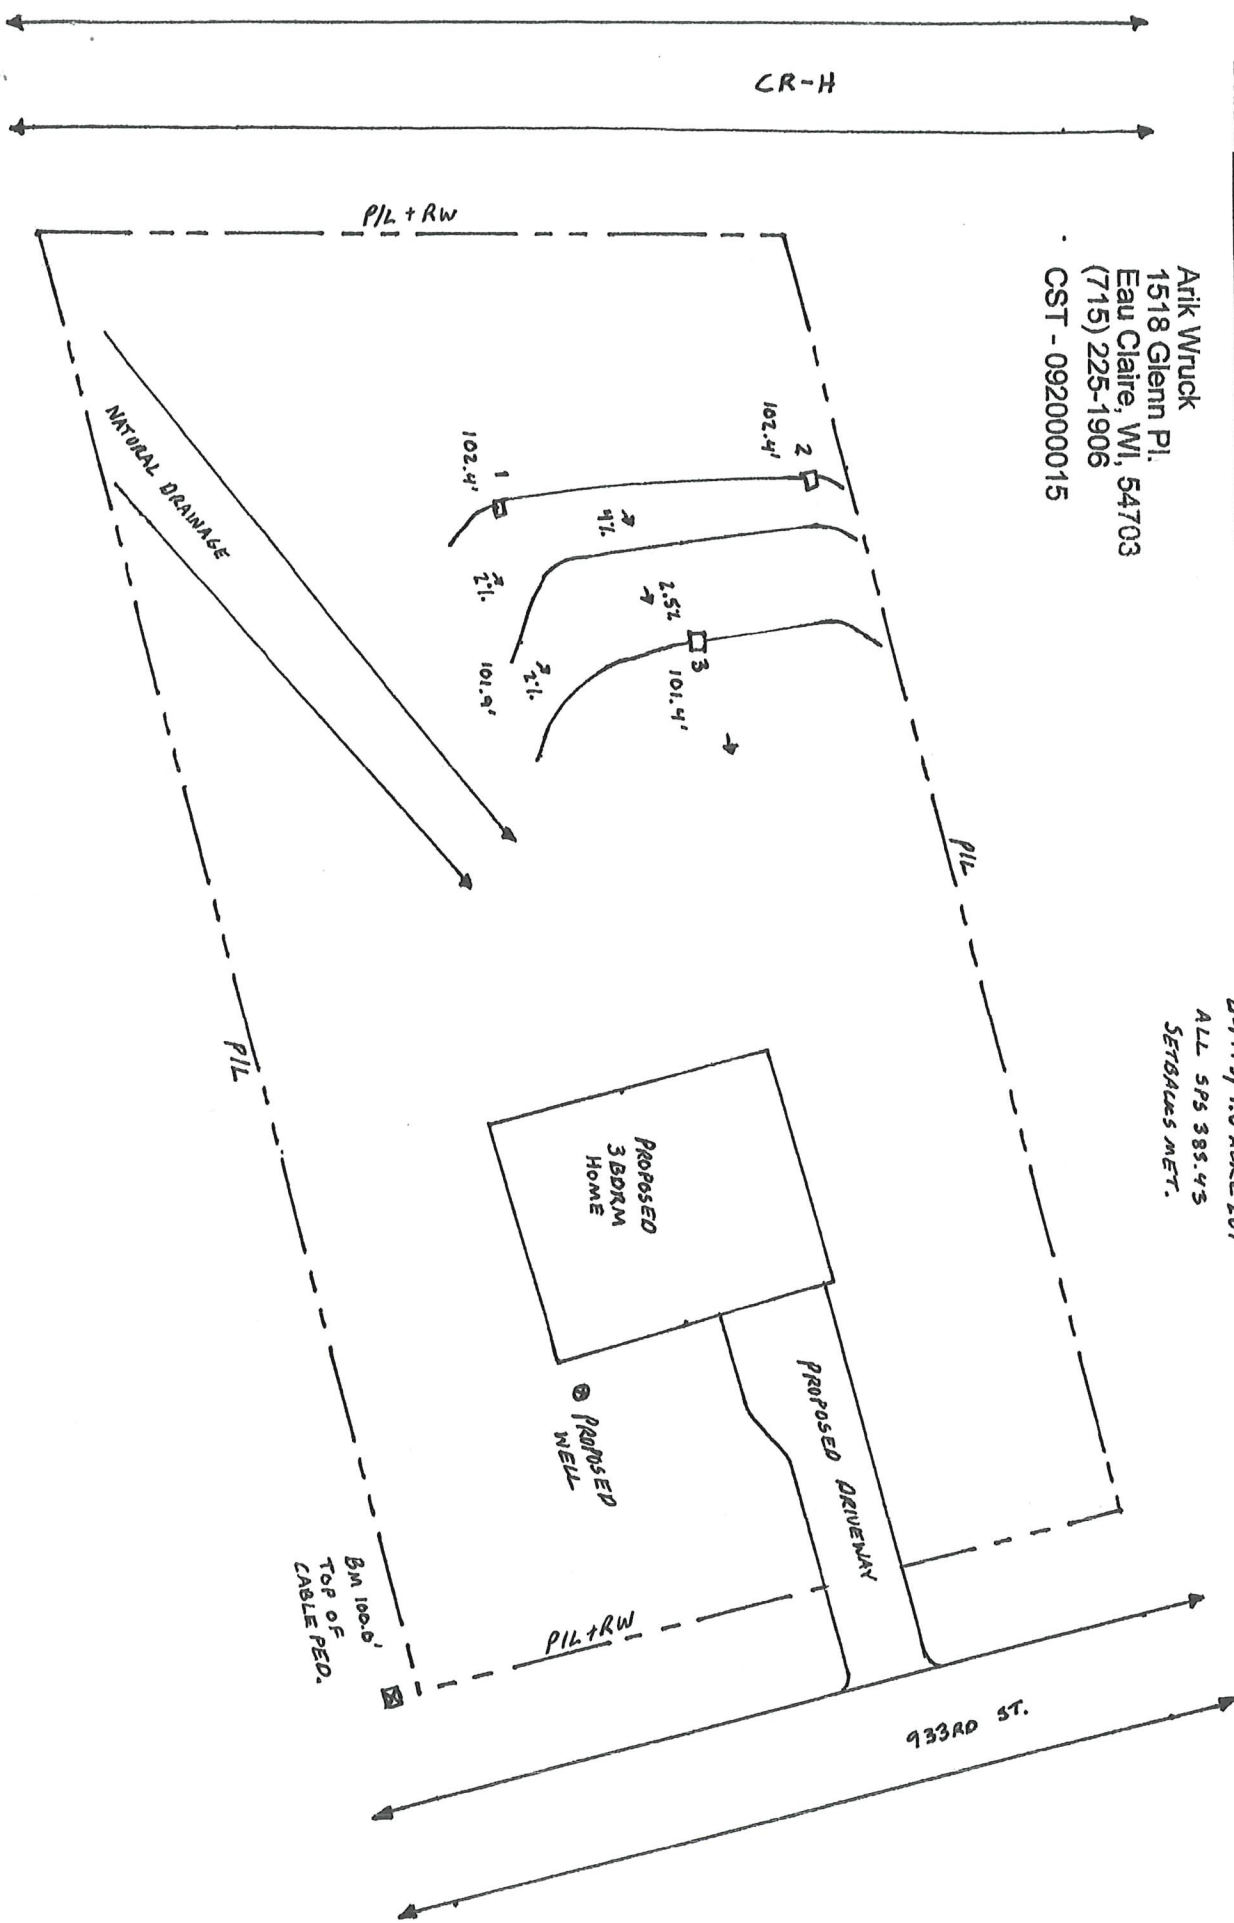 CR-H
P/L + RW
Arik Wruck
1518 Glenn Pl.
Eau Claire, WI, 54703
(715) 225-1906
CST - 092000015
ALL SPS 383.43
SETBACKS MET.
2
102.4'
1
102.4'
4%
2%
2.5%
2%
101.9'
3
101.4'
NATURAL DRAINAGE
P/L
P/L
PROPOSED
3 BDRM
HOME
PROPOSED DRIVEWAY
PROPOSED
WELL
P/L+RW
BM 100.0'
TOP OF
CABLE PED.
933RD ST.